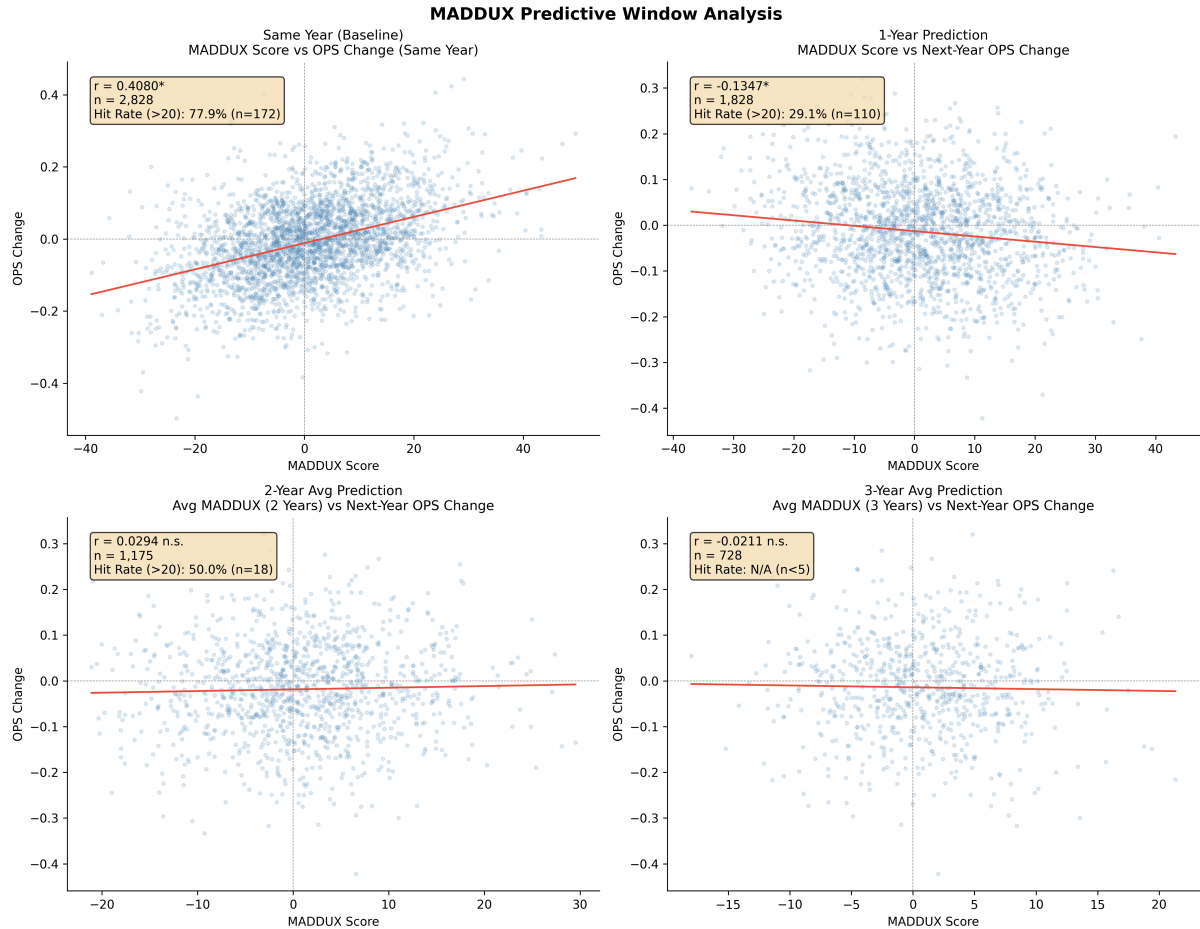 MADDUX Predictive Window Analysis
Same Year (Baseline)
MADDUX Score vs OPS Change (Same Year)
r = 0.4080*
n = 2,828
Hit Rate (>20): 77.9% (n=172)
OPS Change
0.4
0.2
0.0
−0.2
−0.4
−40
−20
0
20
40
MADDUX Score
1-Year Prediction
MADDUX Score vs Next-Year OPS Change
r = -0.1347*
n = 1,828
Hit Rate (>20): 29.1% (n=110)
OPS Change
0.3
0.2
0.1
0.0
−0.1
−0.2
−0.3
−0.4
−40
−30
−20
−10
0
10
20
30
40
MADDUX Score
2-Year Avg Prediction
Avg MADDUX (2 Years) vs Next-Year OPS Change
r = 0.0294 n.s.
n = 1,175
Hit Rate (>20): 50.0% (n=18)
OPS Change
0.3
0.2
0.1
0.0
−0.1
−0.2
−0.3
−0.4
−20
−10
0
10
20
30
MADDUX Score
3-Year Avg Prediction
Avg MADDUX (3 Years) vs Next-Year OPS Change
r = -0.0211 n.s.
n = 728
Hit Rate: N/A (n<5)
OPS Change
0.3
0.2
0.1
0.0
−0.1
−0.2
−0.3
−0.4
−15
−10
−5
0
5
10
15
20
MADDUX Score